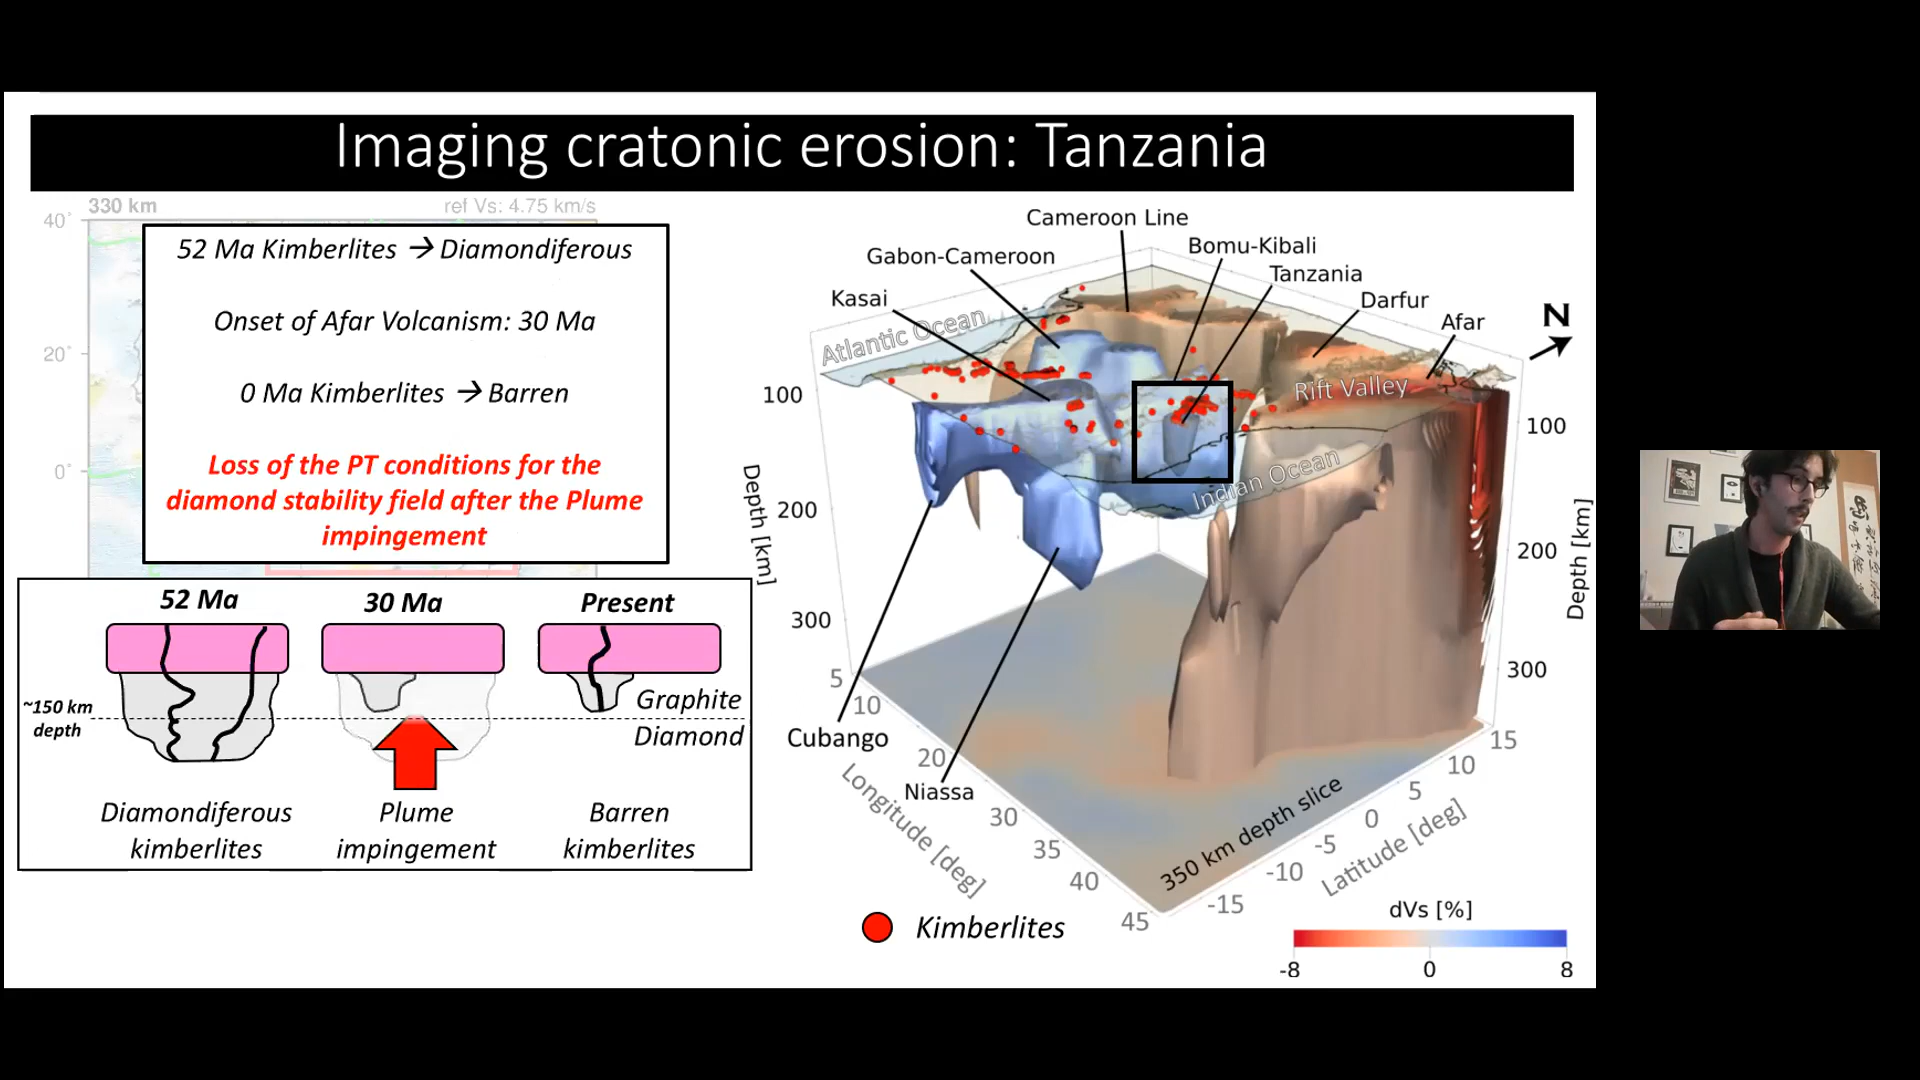 Imaging cratonic erosion: Tanzania
330 km
ref Vs: 4.75 km/s
40˚
20˚
0˚
52 Ma Kimberlites → Diamondiferous
Onset of Afar Volcanism: 30 Ma
0 Ma Kimberlites → Barren
Loss of the PT conditions for the
diamond stability field after the Plume
impingement
52 Ma
30 Ma
Present
~150 km
depth
Graphite
Diamond
Diamondiferous
kimberlites
Plume
impingement
Barren
kimberlites
Cameroon Line
Gabon-Cameroon
Bomu-Kibali
Kasai
Tanzania
Darfur
Afar
N
Atlantic Ocean
Rift Valley
Indian Ocean
100
200
300
Depth [km]
100
200
300
Depth [km]
Cubango
Niassa
5
10
20
30
35
40
45
Longitude [deg]
15
10
5
0
-5
-10
-15
Latitude [deg]
350 km depth slice
Kimberlites
dVs [%]
-8
0
8